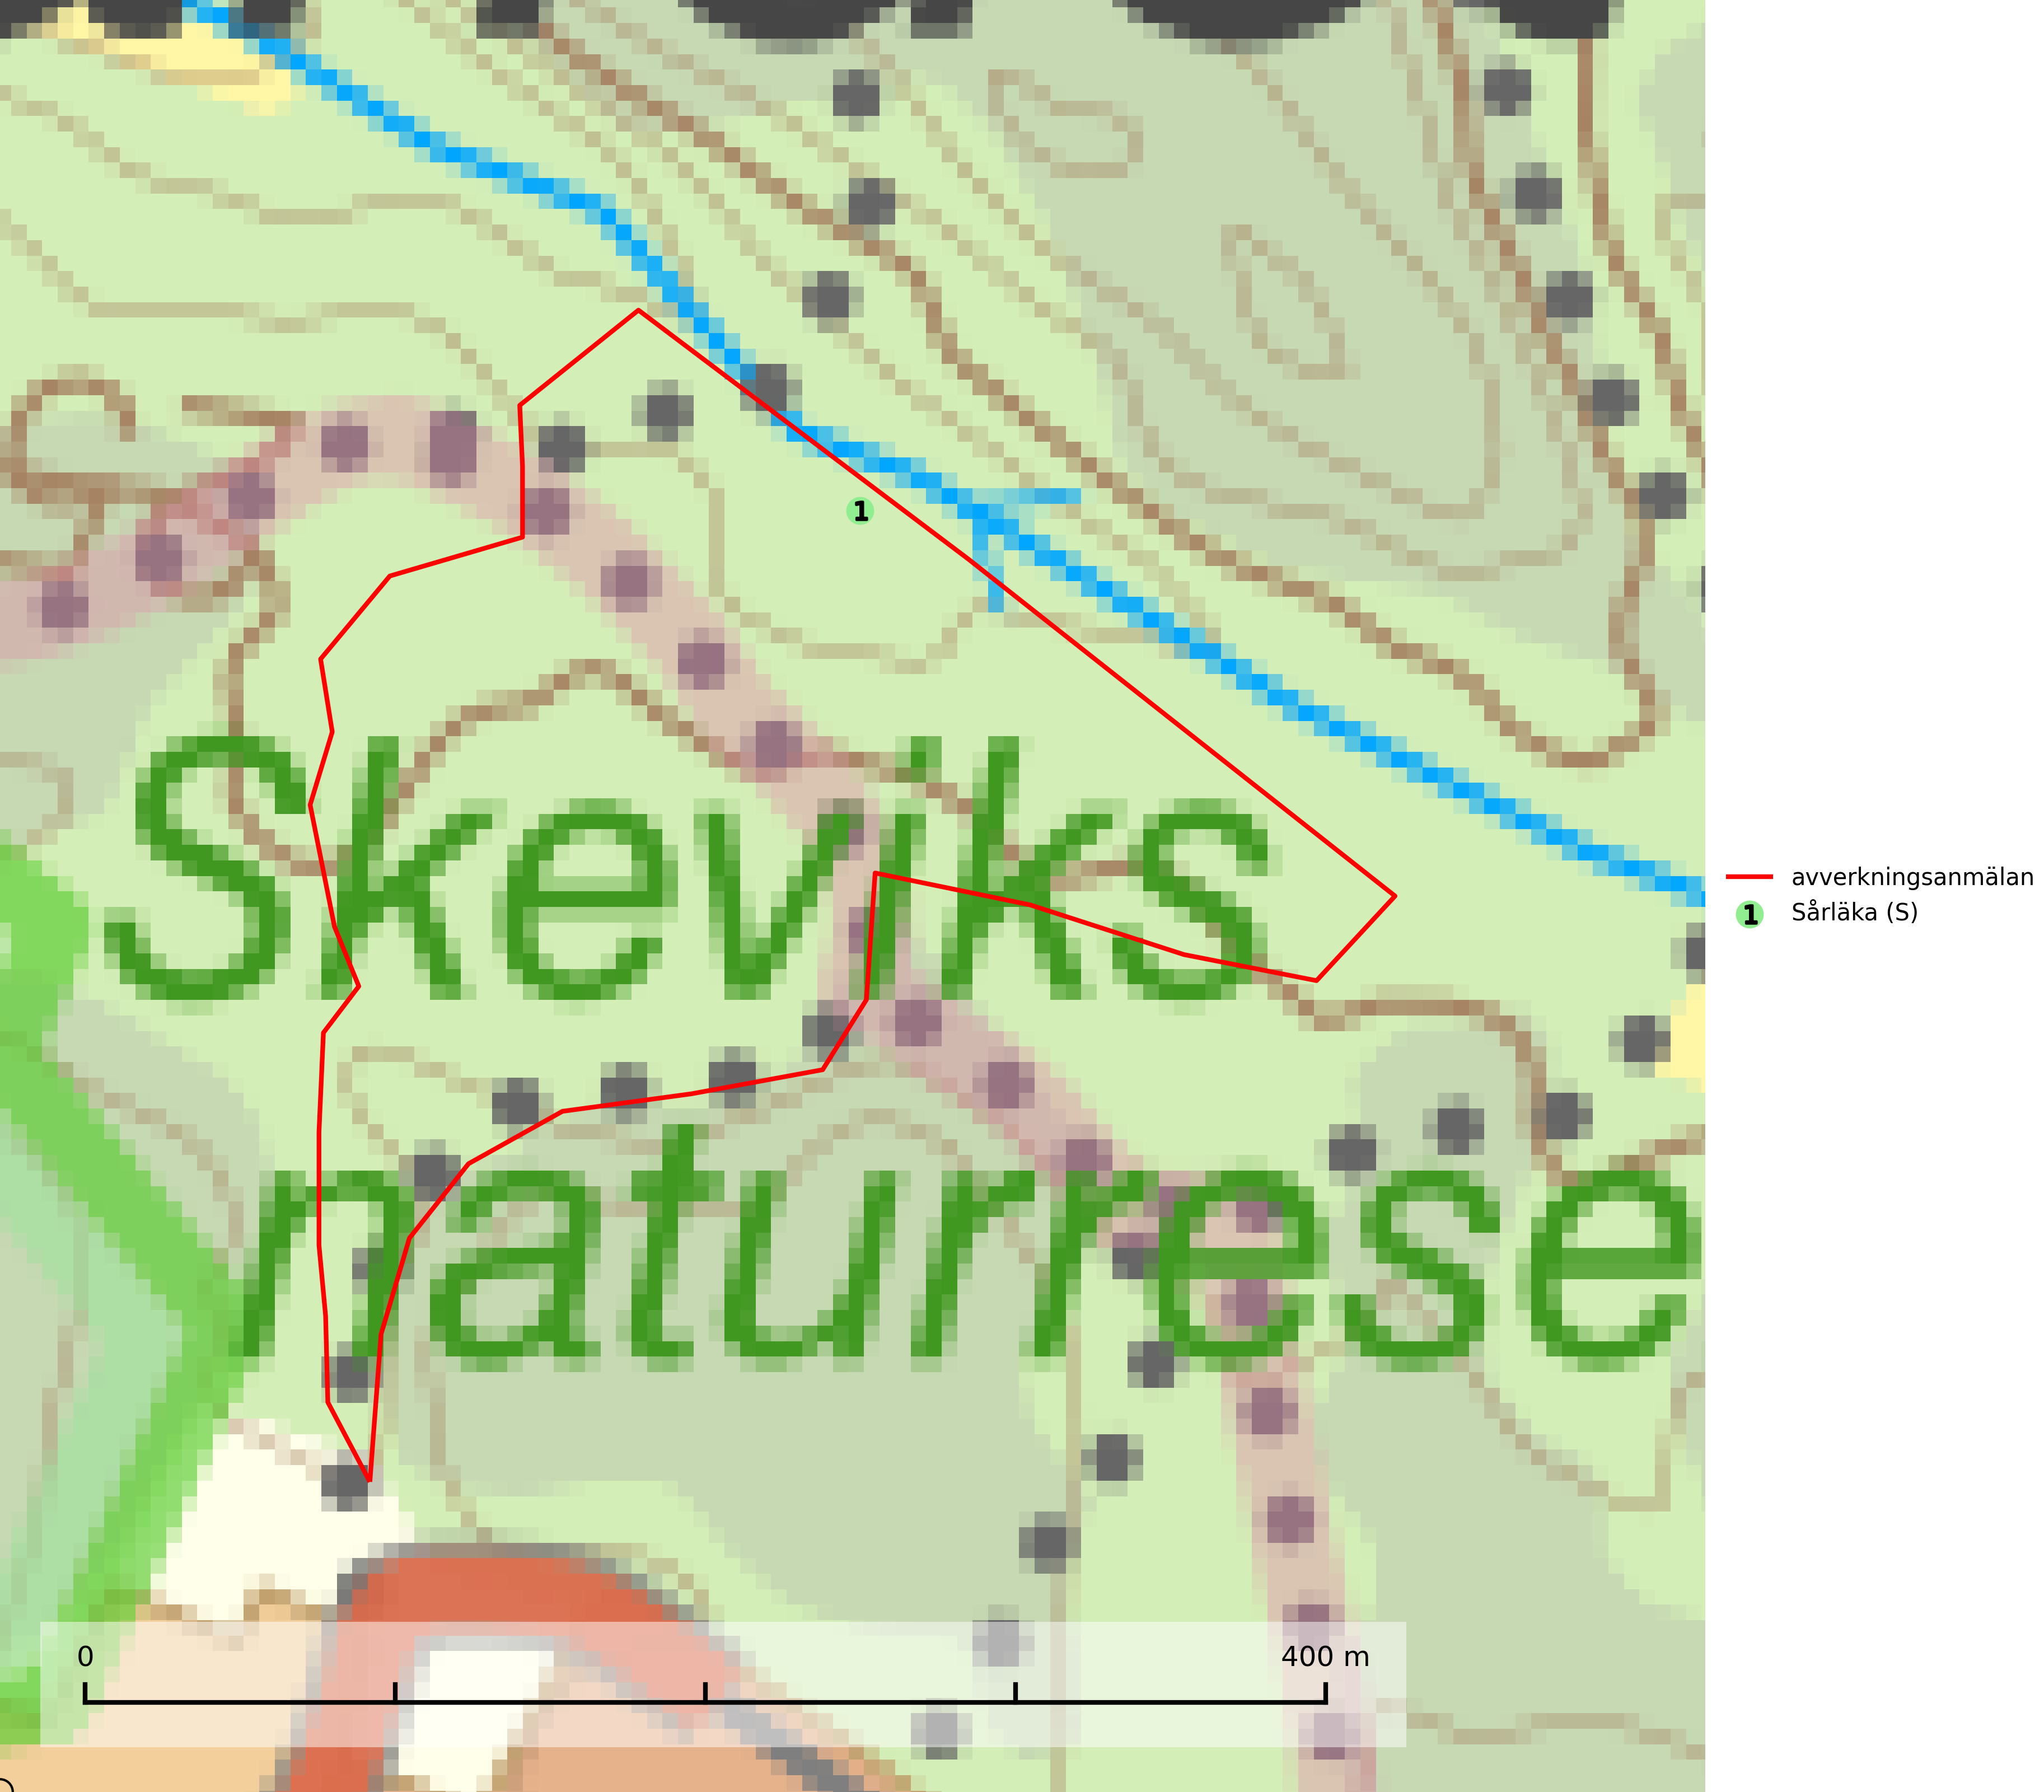 1
Skeviks
naturrese
avverkningsanmälan
1 Sårläka (S)
0 400 m